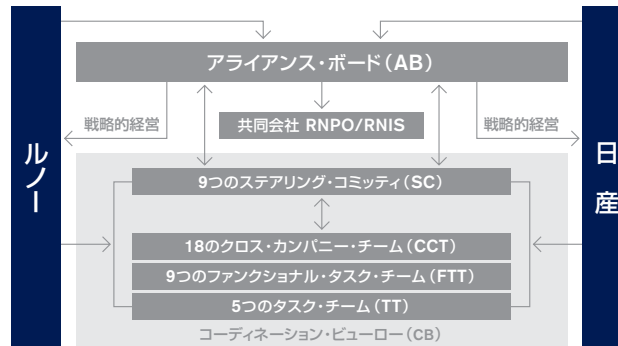 アライアンス・ボード（AB）
戦略的経営
共同会社 RNPO/RNIS
戦略的経営
ルノー
日産
9つのステアリング・コミッティ（SC）
18のクロス・カンパニー・チーム（CCT）
9つのファンクショナル・タスク・チーム（FTT）
5つのタスク・チーム（TT）
コーディネーション・ビューロー（CB）